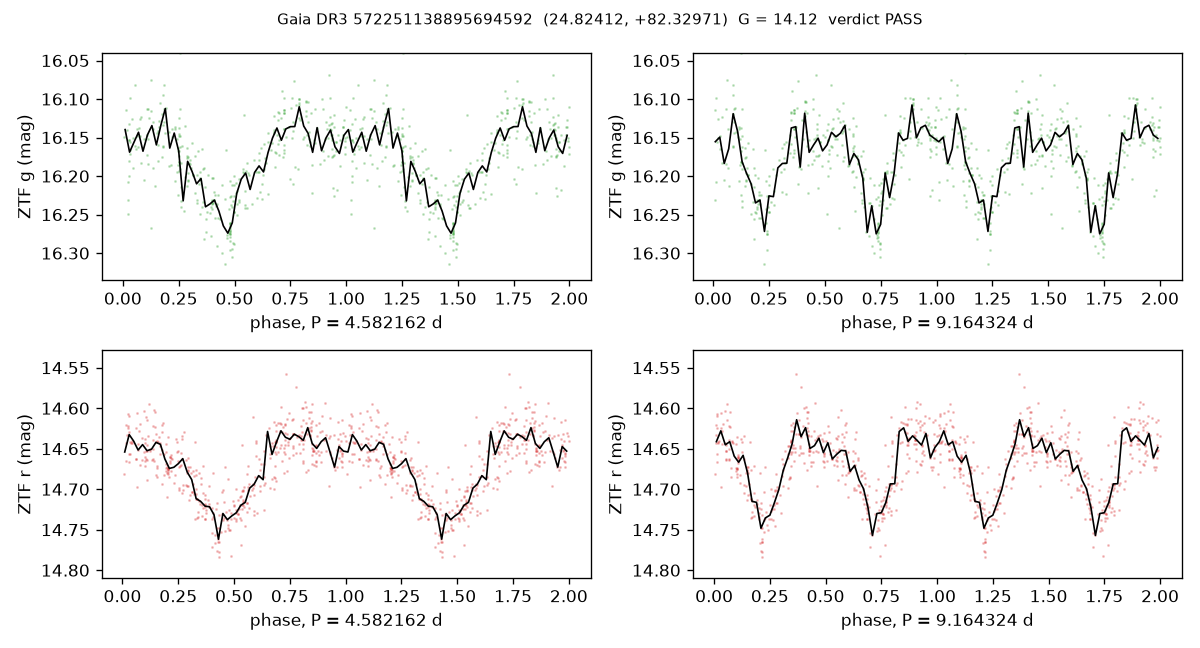 Gaia DR3 572251138895694592  (24.82412, +82.32971)  G = 14.12  verdict PASS
16.05
16.10
16.15
16.20
16.25
16.30
ZTF g (mag)
0.00 0.25 0.50 0.75 1.00 1.25 1.50 1.75 2.00
phase, P = 4.582162 d
16.05
16.10
16.15
16.20
16.25
16.30
ZTF g (mag)
0.00 0.25 0.50 0.75 1.00 1.25 1.50 1.75 2.00
phase, P = 9.164324 d
14.55
14.60
14.65
14.70
14.75
14.80
ZTF r (mag)
0.00 0.25 0.50 0.75 1.00 1.25 1.50 1.75 2.00
phase, P = 4.582162 d
14.55
14.60
14.65
14.70
14.75
14.80
ZTF r (mag)
0.00 0.25 0.50 0.75 1.00 1.25 1.50 1.75 2.00
phase, P = 9.164324 d